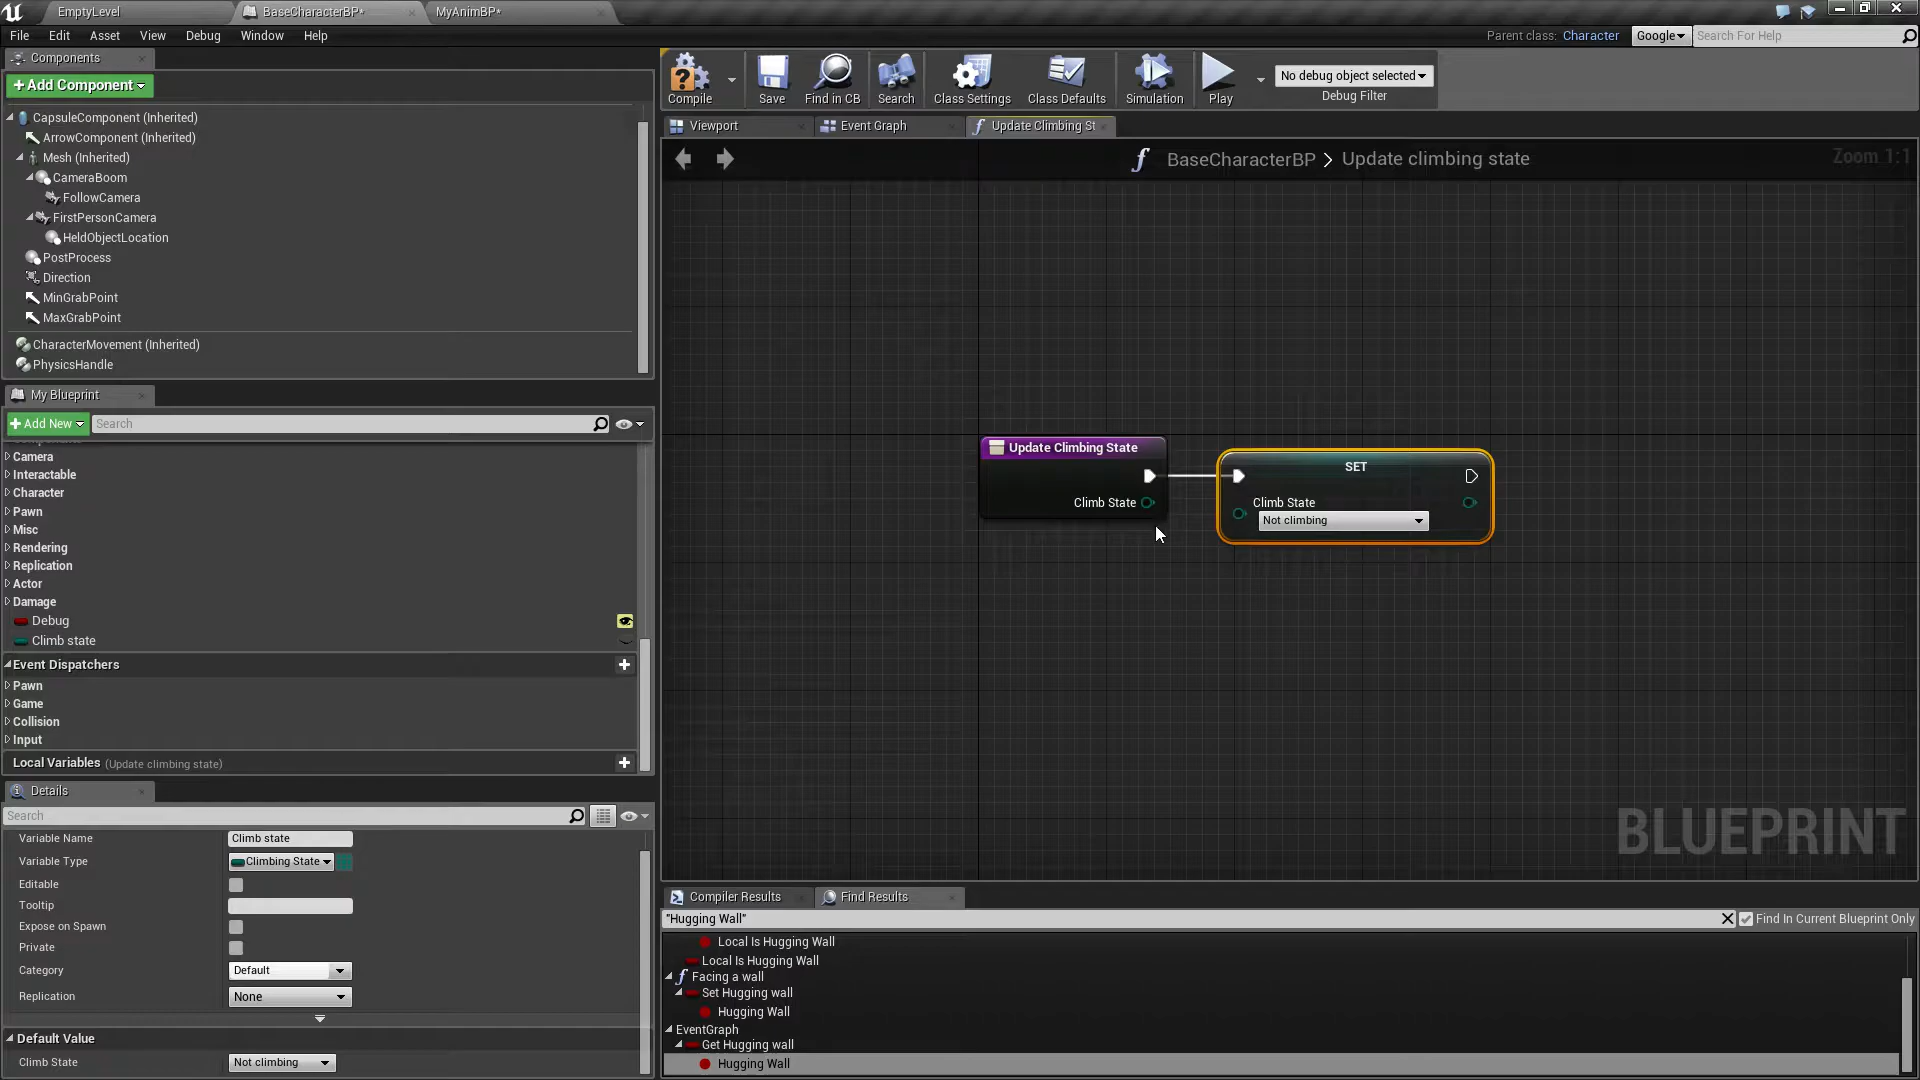 EmptyLevel
BaseCharacterBP*
MyAnimBP*
File Edit Asset View Debug Window Help
Parent class: Character
Google
Search For Help
Components
+Add Component
CapsuleComponent (Inherited)
ArrowComponent (Inherited)
Mesh (Inherited)
CameraBoom
FollowCamera
FirstPersonCamera
HeldObjectLocation
PostProcess
Direction
MinGrabPoint
MaxGrabPoint
CharacterMovement (Inherited)
PhysicsHandle
My Blueprint
+Add New
Search
Camera
Interactable
Character
Pawn
Misc
Rendering
Replication
Actor
Damage
Debug
Climb state
Event Dispatchers
Pawn
Game
Collision
Input
Local Variables (Update climbing state)
Details
Search
Variable Name Climb state
Variable Type Climbing State
Editable
Tooltip
Expose on Spawn
Private
Category Default
Replication None
Default Value
Climb State Not climbing
Compile
Save
Find in CB
Search
Class Settings
Class Defaults
Simulation
Play
No debug object selected
Debug Filter
Viewport
Event Graph
Update Climbing St
BaseCharacterBP > Update climbing state
Zoom 1:1
Update Climbing State
Climb State
SET
Climb State
Not climbing
BLUEPRINT
Compiler Results
Find Results
"Hugging Wall"
Find In Current Blueprint Only
Local Is Hugging Wall
Local Is Hugging Wall
Facing a wall
Set Hugging wall
Hugging Wall
EventGraph
Get Hugging wall
Hugging Wall